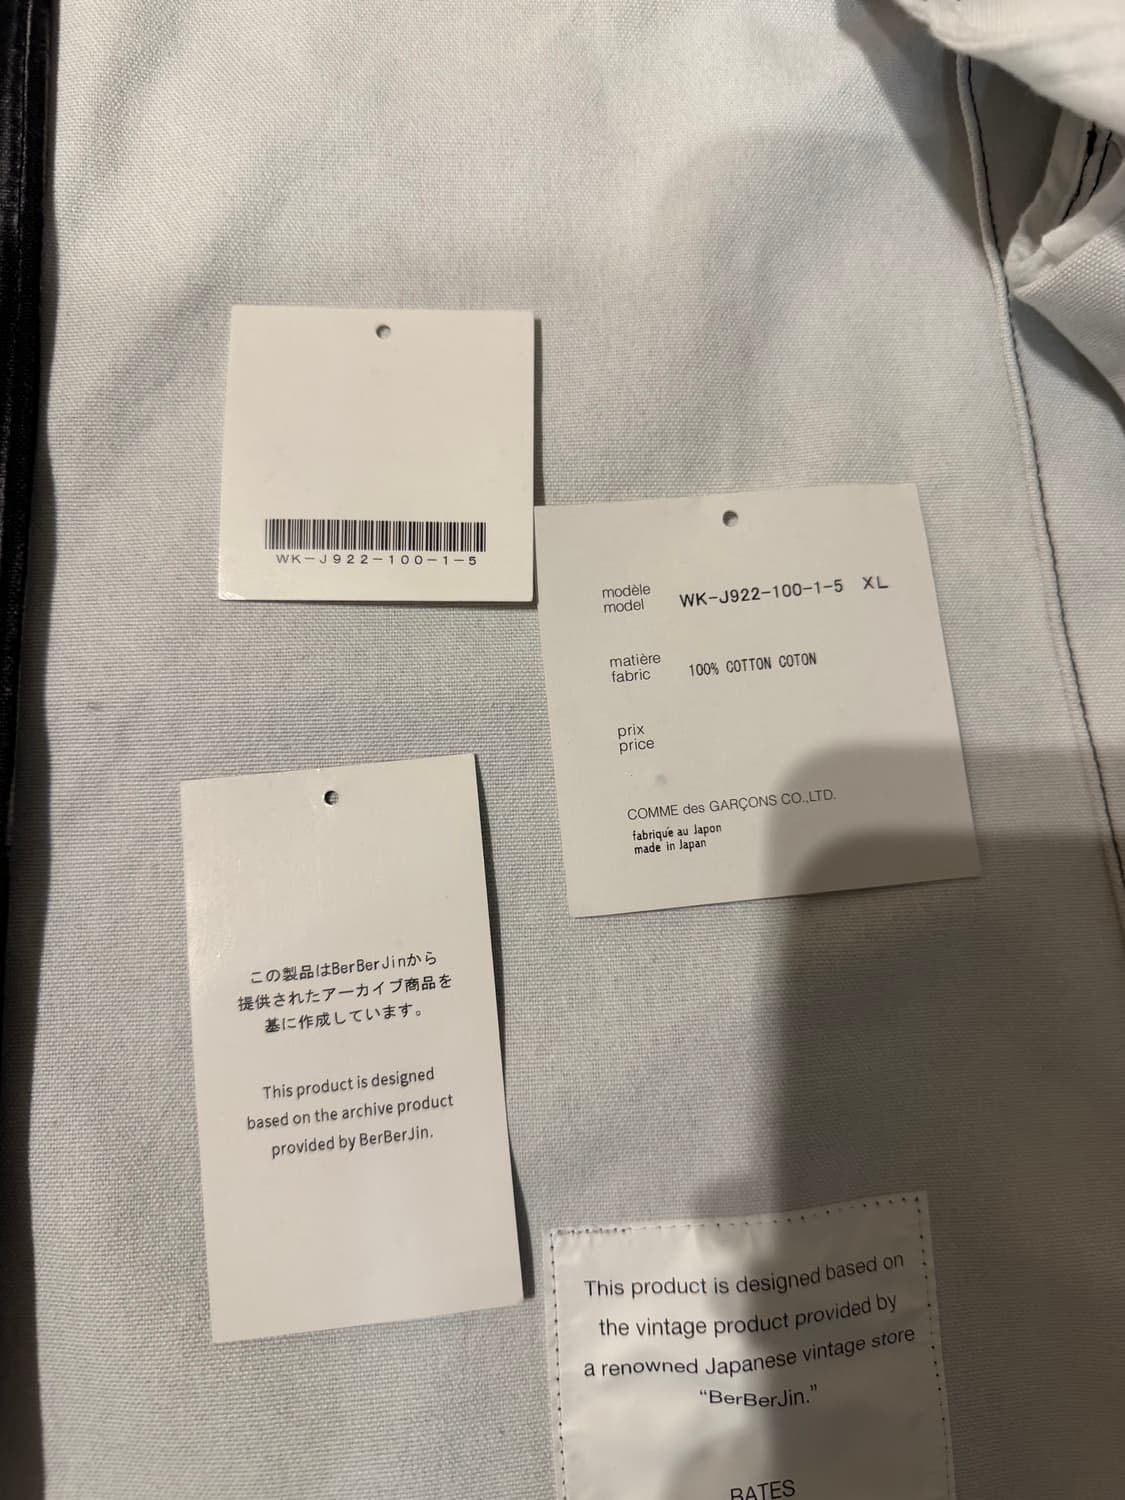 WK-J922-100-1-5
modèle
model
WK-J922-100-1-5 XL
matière
fabric
100% COTTON COTON
prix
price
COMME des GARÇONS CO.,LTD.
fabriqué au Japon
made in Japan
この製品はBerBerJinから
提供されたアーカイブ商品を
基に作成しています。
This product is designed
based on the archive product
provided by BerBerJin.
This product is designed based on
the vintage product provided by
a renowned Japanese vintage store
“BerBerJin.”
BATES